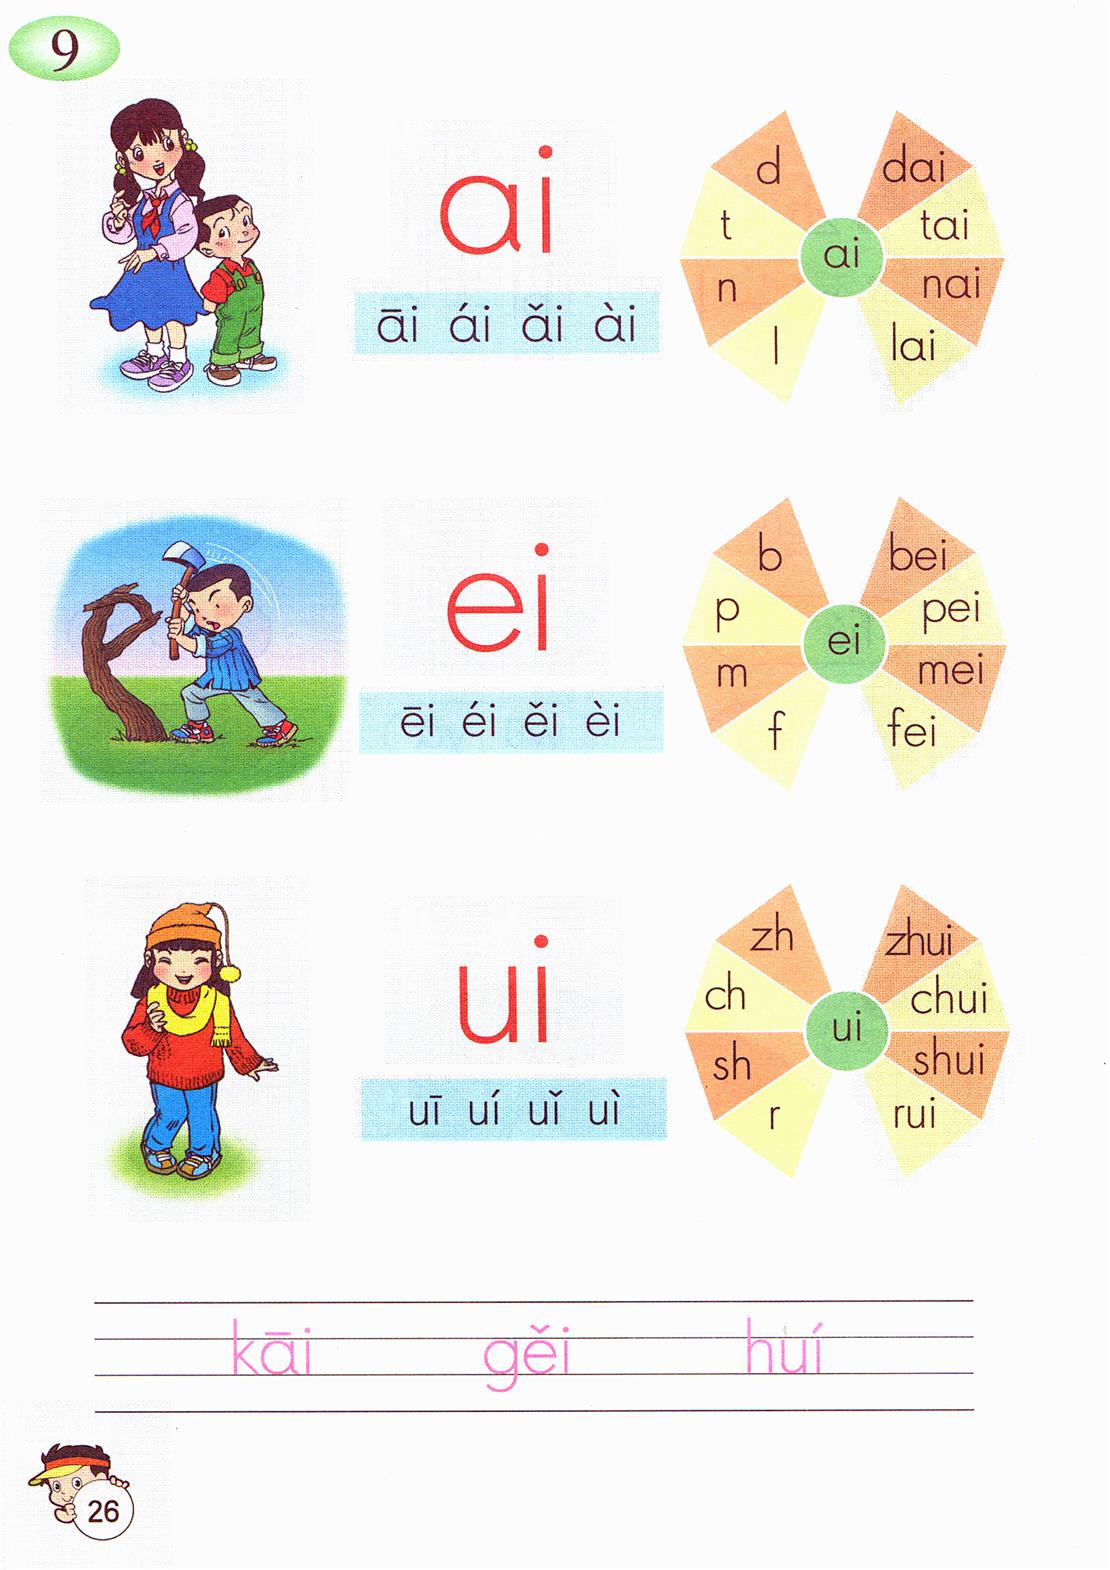 9
ai
āi ái ǎi ài
d dai
t tai
ai
n nai
l lai
ei
ēi éi ěi èi
b bei
p pei
ei
m mei
f fei
ui
uī uí uǐ uì
zh zhui
ch chui
ui
sh shui
r rui
kāi gěi huí
26